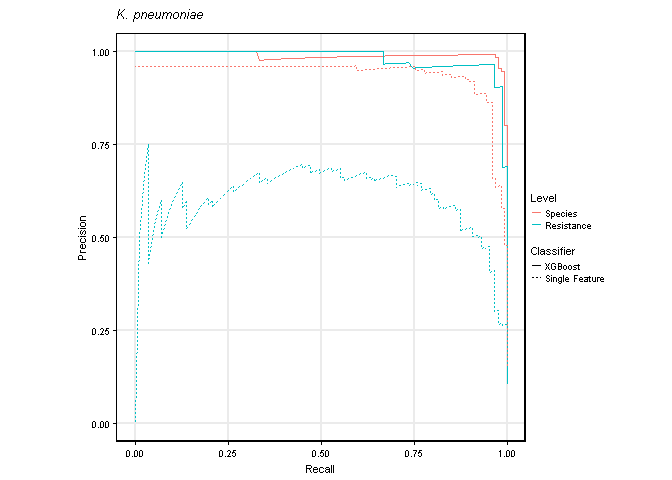 K. pneumoniae
1.00
0.75
0.50
0.25
0.00
Precision
0.00 0.25 0.50 0.75 1.00
Recall
Level
Species
Resistance
Classifier
XGBoost
Single Feature